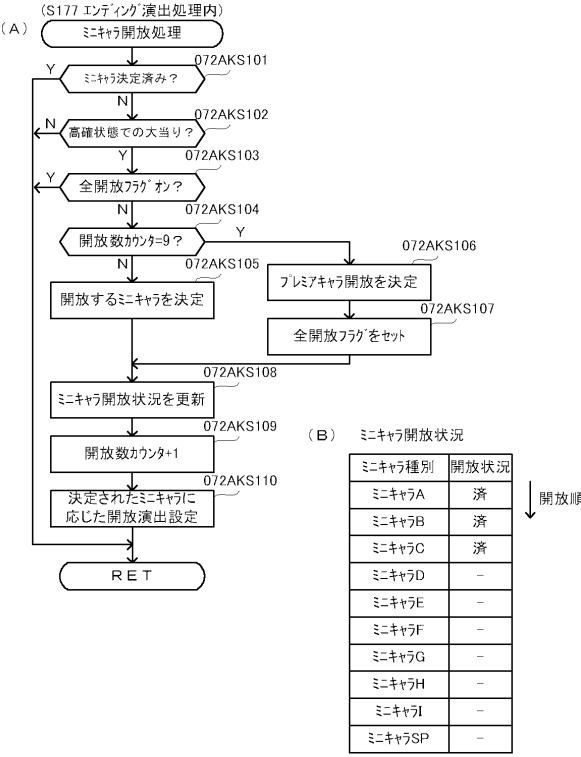 (S177 エンディング演出処理内)
(A)
ミニキャラ開放処理
072AKS101
Y
ミニキャラ決定済み?
N
072AKS102
N
高確状態での大当り?
Y
072AKS103
Y
全開放フラグオン?
N
072AKS104
開放数カウンタ=9?
Y
N
072AKS105
072AKS106
開放するミニキャラを決定
プレミアキャラ開放を決定
072AKS107
全開放フラグをセット
072AKS108
ミニキャラ開放状況を更新
072AKS109
開放数カウンタ+1
072AKS110
決定されたミニキャラに
応じた開放演出設定
RET
(B) ミニキャラ開放状況
ミニキャラ種別 開放状況
ミニキャラA 済
ミニキャラB 済
ミニキャラC 済
ミニキャラD −
ミニキャラE −
ミニキャラF −
ミニキャラG −
ミニキャラH −
ミニキャラI −
ミニキャラSP −
開放順